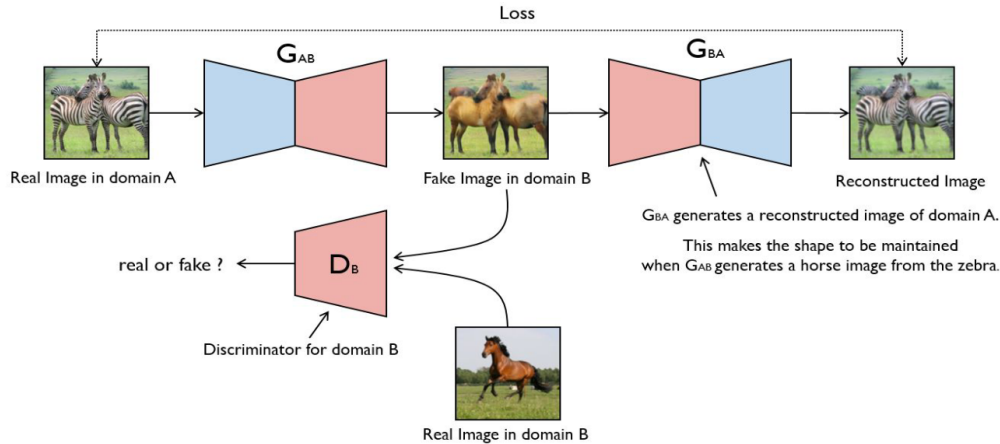 Loss
GAB
GBA
Real Image in domain A
Fake Image in domain B
Reconstructed Image
GBA generates a reconstructed image of domain A.
This makes the shape to be maintained
when GAB generates a horse image from the zebra.
real or fake ?
DB
Discriminator for domain B
Real Image in domain B